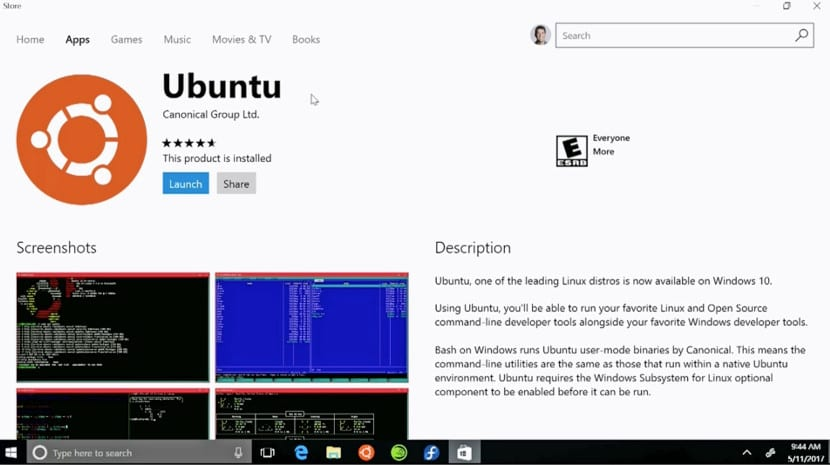 Store
Home Apps Games Music Movies & TV Books
Search
Ubuntu
Canonical Group Ltd.
This product is installed
Launch Share
E
ESRB
Everyone
More
Screenshots
Description
Ubuntu, one of the leading Linux distros is now available on Windows 10.
Using Ubuntu, you'll be able to run your favorite Linux and Open Source
command-line developer tools alongside your favorite Windows developer tools.
Bash on Windows runs Ubuntu user-mode binaries by Canonical. This means the
command-line utilities are the same as those that run within a native Ubuntu
environment. Ubuntu requires the Windows Subsystem for Linux optional
component to be enabled before it can be run.
Type here to search
9:44 AM
5/11/2017